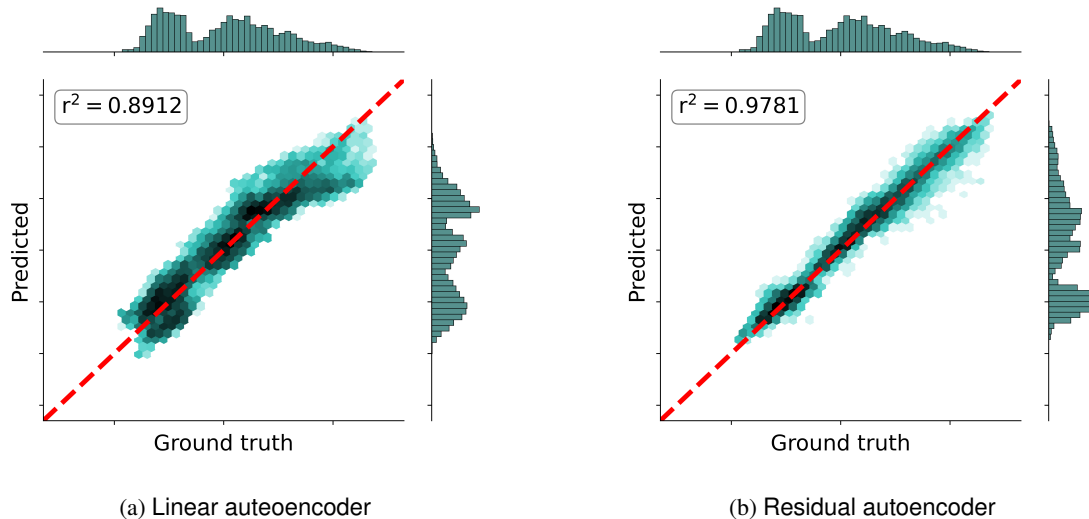 r² = 0.8912
Predicted
Ground truth
(a) Linear auteoencoder
r² = 0.9781
Predicted
Ground truth
(b) Residual autoencoder